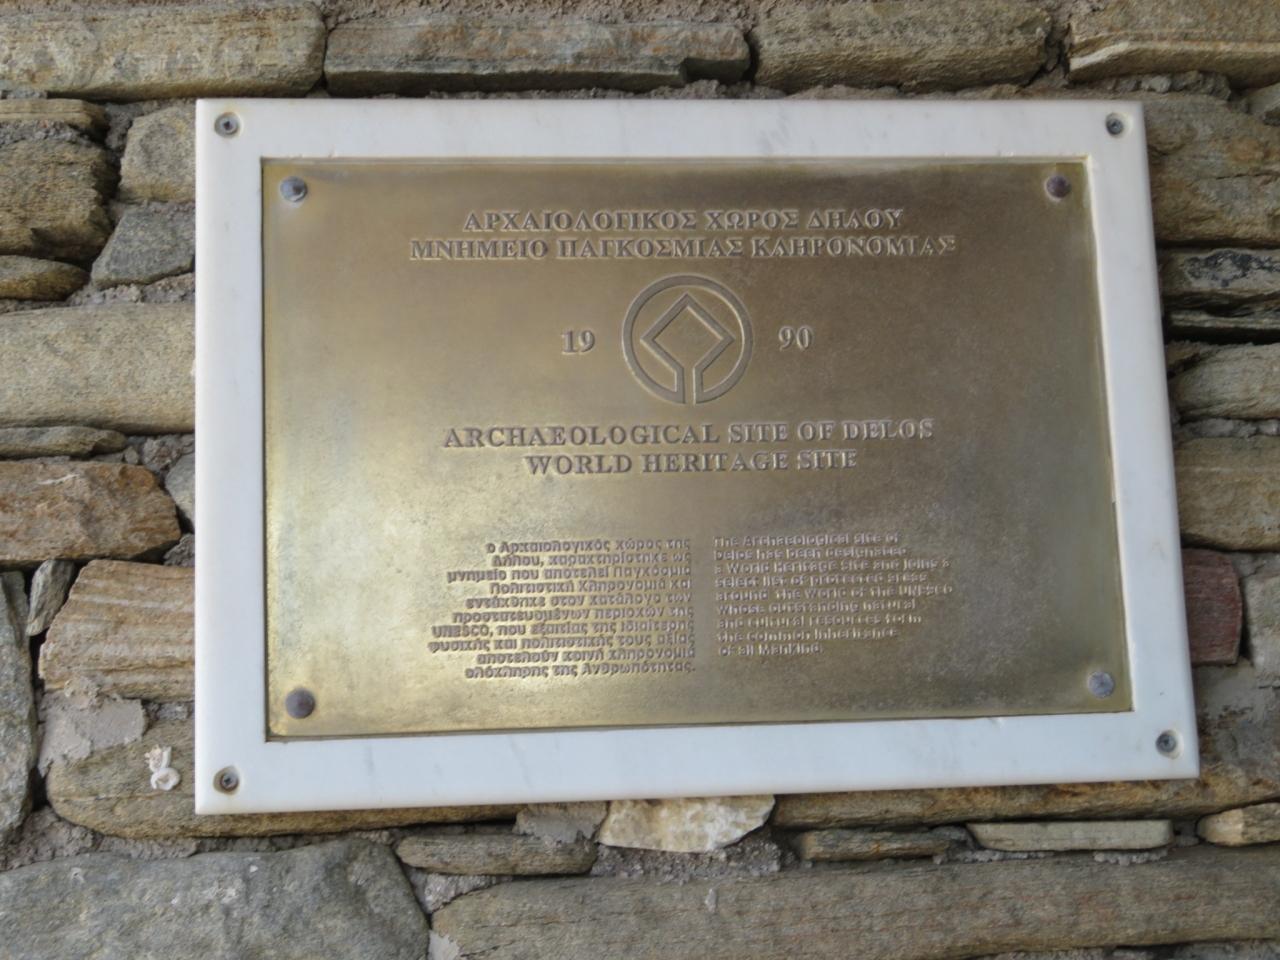 ΑΡΧΑΙΟΛΟΓΙΚΟΣ ΧΩΡΟΣ ΔΗΛΟΥ
ΜΝΗΜΕΙΟ ΠΑΓΚΟΣΜΙΑΣ ΚΛΗΡΟΝΟΜΙΑΣ
19 90
ARCHAEOLOGICAL SITE OF DELOS
WORLD HERITAGE SITE
ο Αρχαιολογικός χώρος της
Δήλου, χαρακτηρίστηκε ως
μνημείο που αποτελεί Παγκόσμια
Πολιτιστική Κληρονομιά και
εντάχθηκε στον κατάλογο των
προστατευομένων περιοχών της
UNESCO, που εξαιτίας της ιδιαίτερης
φυσικής και πολιτιστικής τους αξίας
αποτελούν κοινή κληρονομιά
ολόκληρης της Ανθρωπότητας.
The Archaeological site of
Delos has been designated
a World Heritage site and joins a
select list of protected areas
around the world of the UNESCO
whose outstanding natural
and cultural resources form
the common inheritance
of all Mankind.